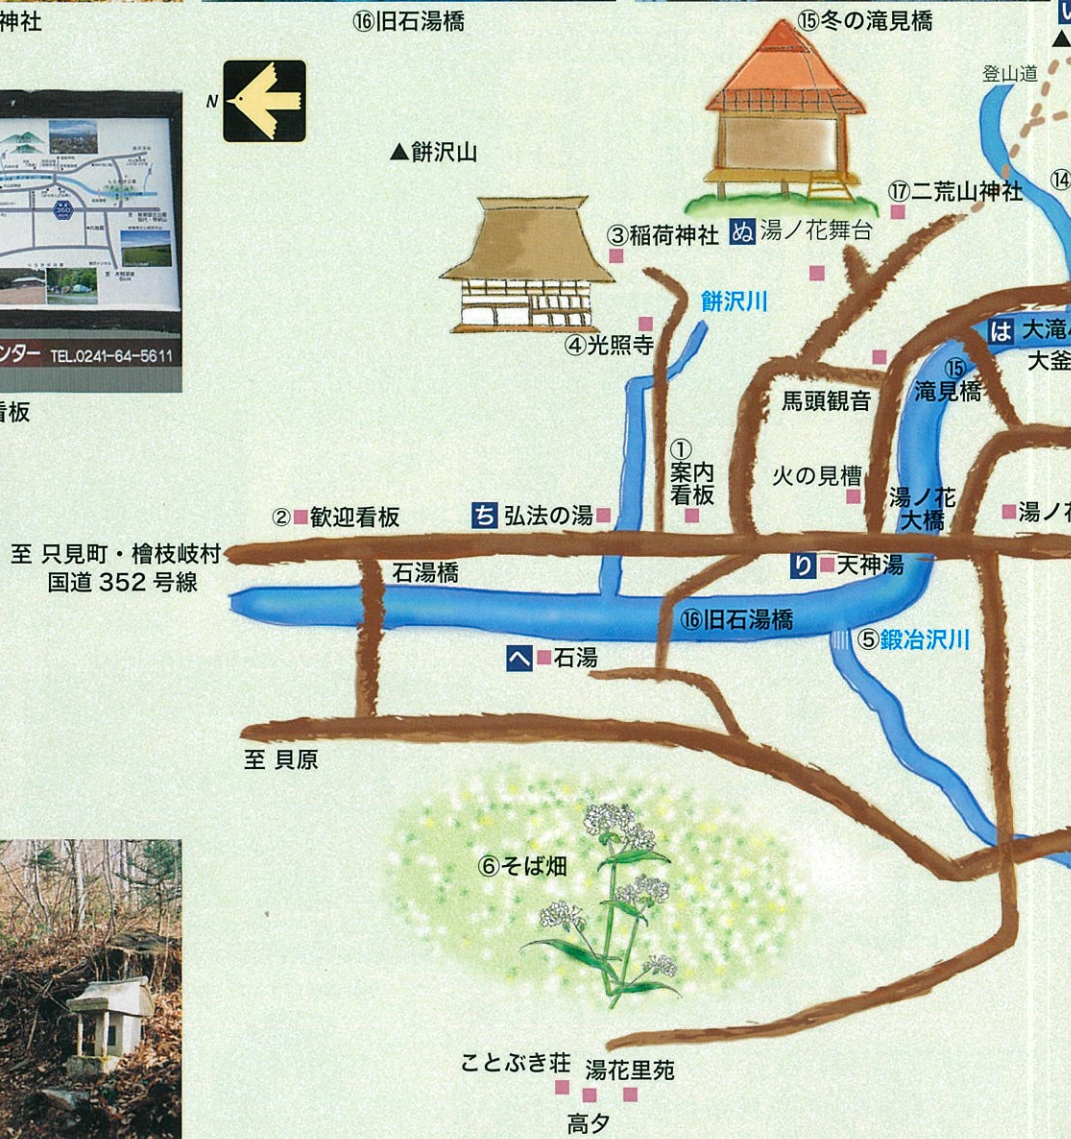 神社
⑯旧石湯橋
⑮冬の滝見橋
登山道
N
▲餅沢山
⑭
⑰二荒山神社
③稲荷神社
ぬ 湯ノ花舞台
餅沢川
は 大滝
大釜
④光照寺
ンター TEL.0241-64-5611
⑮
滝見橋
馬頭観音
看板
①
案内
看板
火の見櫓
湯ノ花
大橋
②歓迎看板
ち 弘法の湯
湯ノ花
至 只見町・檜枝岐村
国道 352 号線
石湯橋
り 天神湯
⑯旧石湯橋
⑤鍛冶沢川
へ 石湯
至 貝原
⑥そば畑
ことぶき荘
湯花里苑
高夕